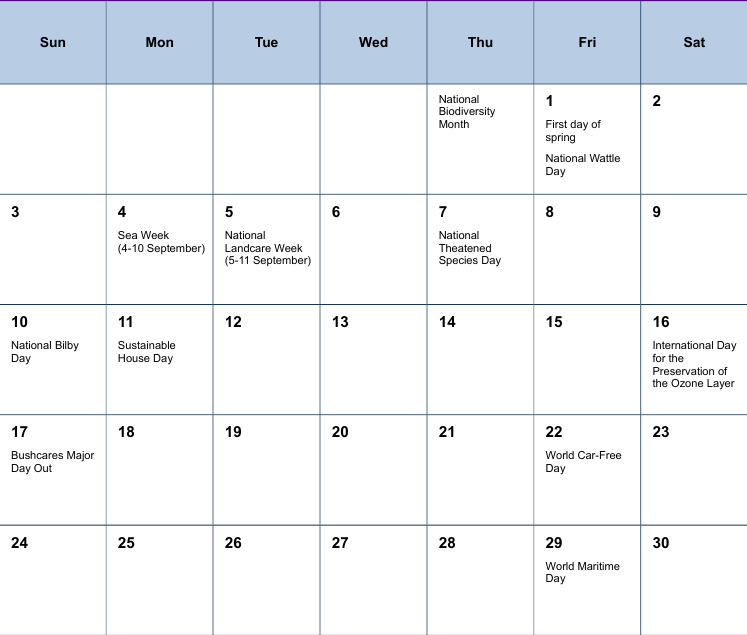 Sun Mon Tue Wed Thu Fri Sat
National
Biodiversity
Month
1
First day of
spring
National Wattle
Day
2
3
4
Sea Week
(4-10 September)
5
National
Landcare Week
(5-11 September)
6
7
National
Theatened
Species Day
8
9
10
National Bilby
Day
11
Sustainable
House Day
12
13
14
15
16
International Day
for the
Preservation of
the Ozone Layer
17
Bushcares Major
Day Out
18
19
20
21
22
World Car-Free
Day
23
24
25
26
27
28
29
World Maritime
Day
30